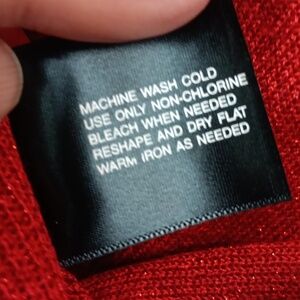 MACHINE WASH COLD
USE ONLY NON-CHLORINE
BLEACH WHEN NEEDED
RESHAPE AND DRY FLAT
WARM IRON AS NEEDED